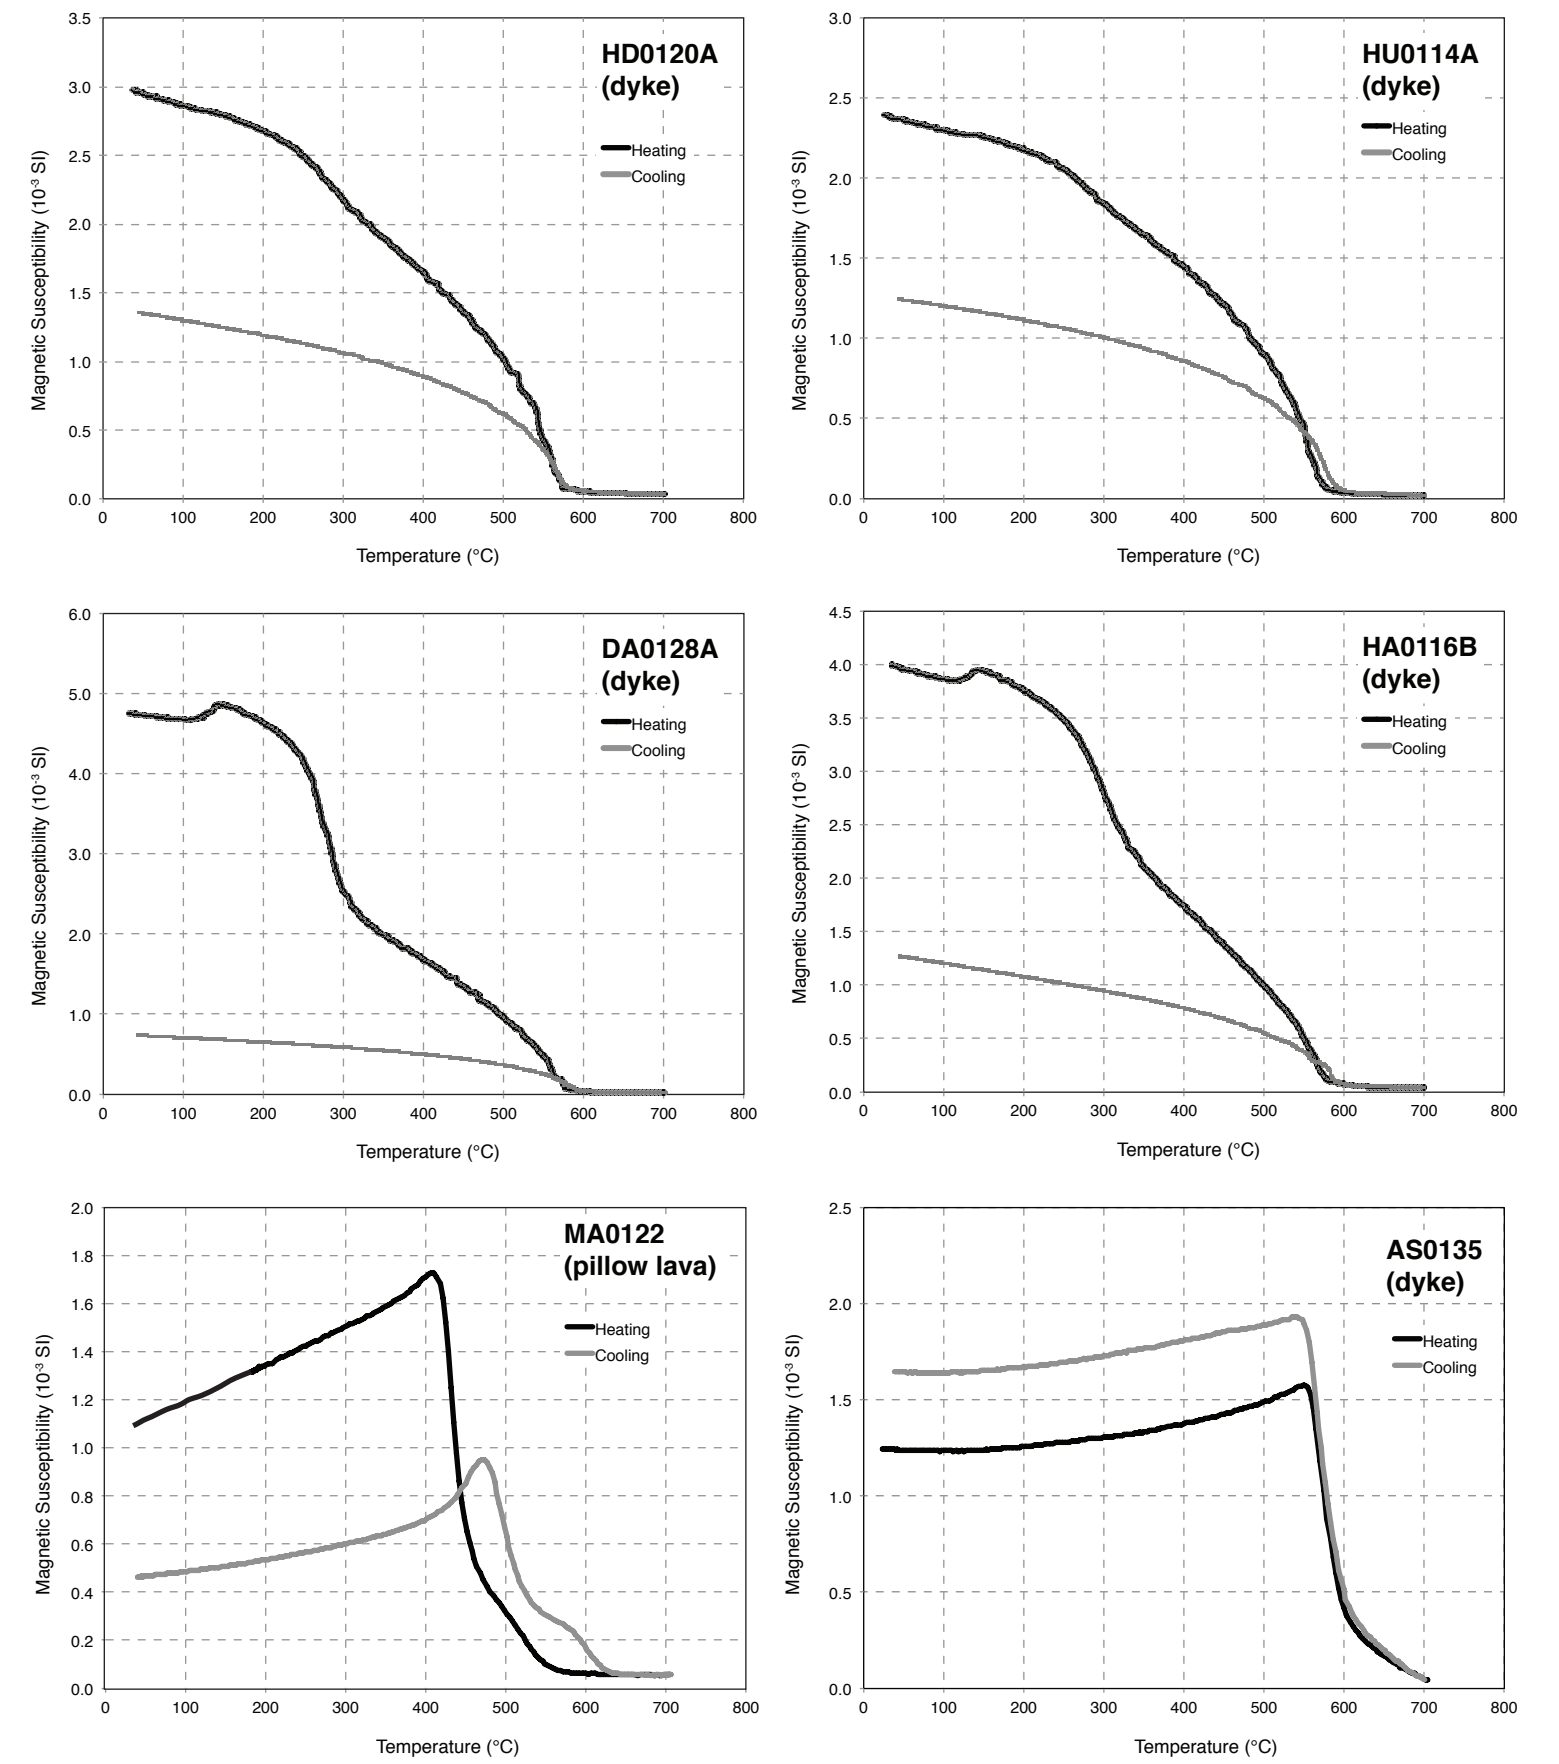 HD0120A
(dyke)
Heating
Cooling
Magnetic Susceptibility (10⁻³ SI)
3.5
3.0
2.5
2.0
1.5
1.0
0.5
0.0
0 100 200 300 400 500 600 700 800
Temperature (°C)
HU0114A
(dyke)
Heating
Cooling
Magnetic Susceptibility (10⁻³ SI)
3.0
2.5
2.0
1.5
1.0
0.5
0.0
0 100 200 300 400 500 600 700 800
Temperature (°C)
DA0128A
(dyke)
Heating
Cooling
Magnetic Susceptibility (10⁻³ SI)
6.0
5.0
4.0
3.0
2.0
1.0
0.0
0 100 200 300 400 500 600 700 800
Temperature (°C)
HA0116B
(dyke)
Heating
Cooling
Magnetic Susceptibility (10⁻³ SI)
4.5
4.0
3.5
3.0
2.5
2.0
1.5
1.0
0.5
0.0
0 100 200 300 400 500 600 700 800
Temperature (°C)
MA0122
(pillow lava)
Heating
Cooling
Magnetic Susceptibility (10⁻³ SI)
2.0
1.8
1.6
1.4
1.2
1.0
0.8
0.6
0.4
0.2
0.0
0 100 200 300 400 500 600 700 800
Temperature (°C)
AS0135
(dyke)
Heating
Cooling
Magnetic Susceptibility (10⁻³ SI)
2.5
2.0
1.5
1.0
0.5
0.0
0 100 200 300 400 500 600 700 800
Temperature (°C)